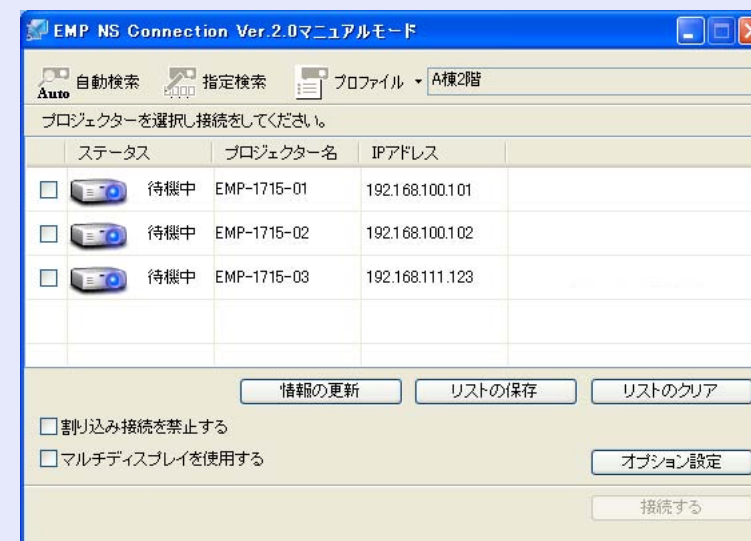 EMP NS Connection Ver.2.0マニュアルモード
Auto 自動検索 指定検索 プロファイル A棟2階
プロジェクターを選択し接続をしてください。
ステータス プロジェクター名 IPアドレス
待機中 EMP-1715-01 192.168.100.101
待機中 EMP-1715-02 192.168.100.102
待機中 EMP-1715-03 192.168.111.123
情報の更新 リストの保存 リストのクリア
割り込み接続を禁止する
マルチディスプレイを使用する
オプション設定
接続する